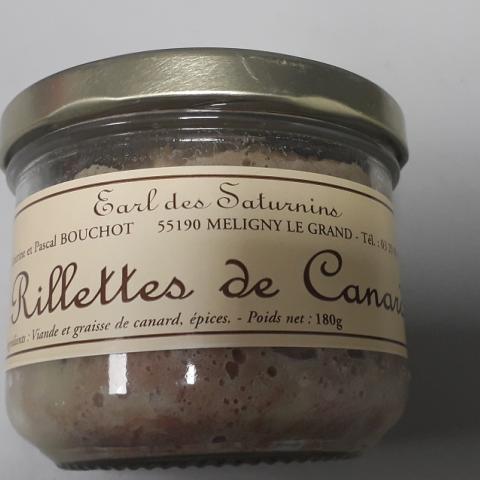 Earl des Saturnins
et Pascal BOUCHOT 55190 MELIGNY LE GRAND - Tél. : 03
Rillettes de Canar
: Viande et graisse de canard, épices. - Poids net : 180g